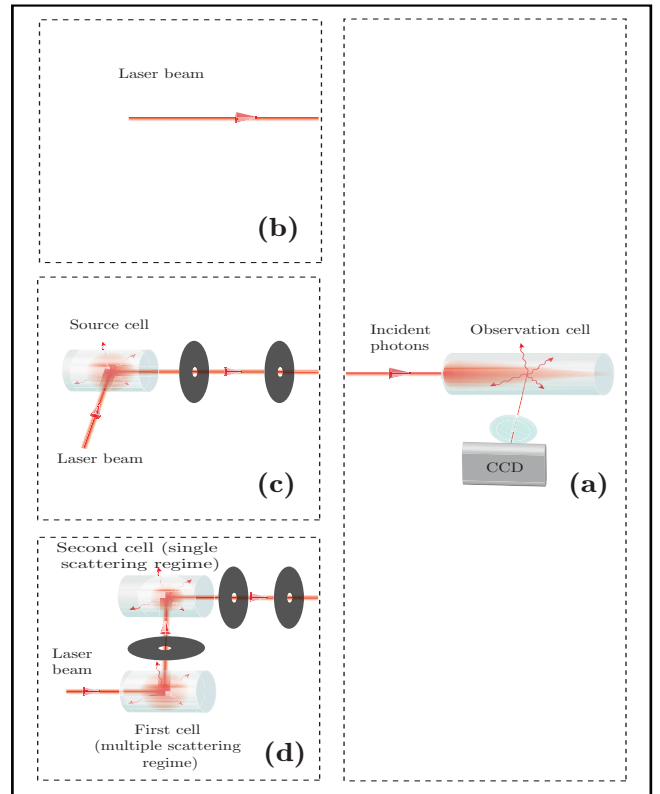 Laser beam
(b)
Source cell
Laser beam
(c)
Second cell (single
scattering regime)
Laser
beam
First cell
(multiple scattering
regime)
(d)
Incident
photons
Observation cell
CCD
(a)